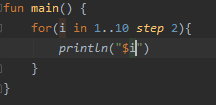 fun main() {
    for(i in 1..10 step 2){
        println("$i")
    }
}